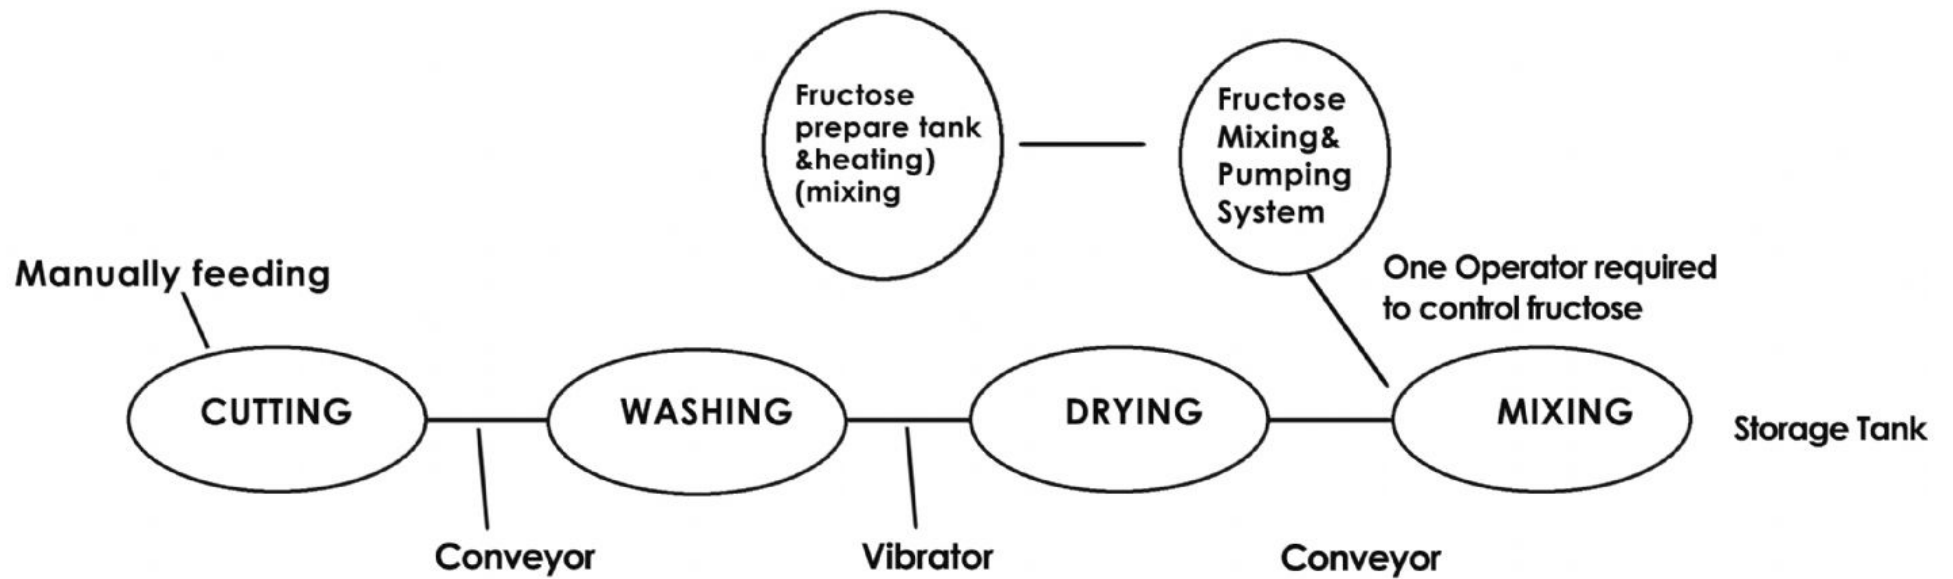 Fructose
prepare tank
&heating)
(mixing
Fructose
Mixing&
Pumping
System
Manually feeding
One Operator required
to control fructose
CUTTING
WASHING
DRYING
MIXING
Storage Tank
Conveyor
Vibrator
Conveyor